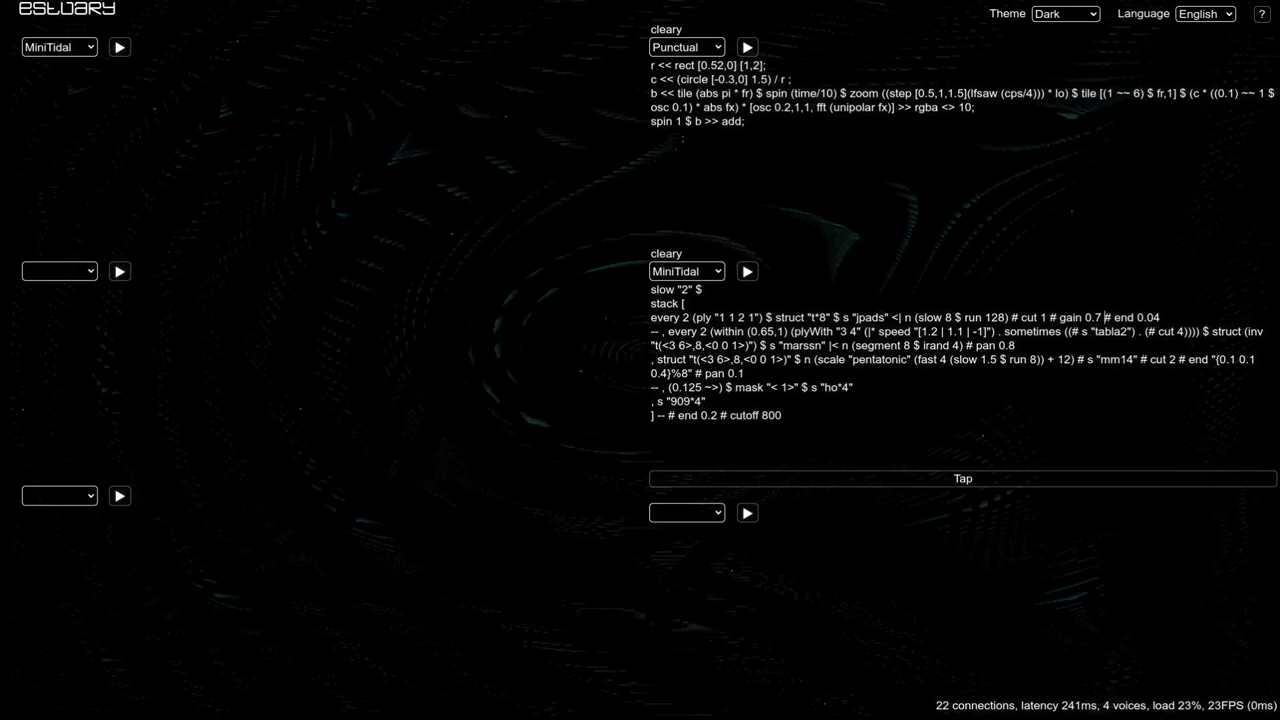 estuary
Theme Dark Language English ?
MiniTidal
cleary
Punctual
r << rect [0.52,0] [1,2];
c << (circle [-0.3,0] 1.5) / r ;
b << tile (abs pi * fr) $ spin (time/10) $ zoom ((step [0.5,1,1.5](lfsaw (cps/4))) * lo) $ tile [(1 ~~ 6) $ fr,1] $ (c * ((0.1) ~~ 1 $
osc 0.1) * abs fx) * [osc 0.2,1,1, fft (unipolar fx)] >> rgba <> 10;
spin 1 $ b >> add;
cleary
MiniTidal
slow "2" $
stack [
every 2 (ply "1 1 2 1") $ struct "t*8" $ s "jpads" <| n (slow 8 $ run 128) # cut 1 # gain 0.7 # end 0.04
-- , every 2 (within (0.65,1) (plyWith "3 4" (|* speed "[1.2 | 1.1 | -1]") . sometimes ((# s "tabla2") . (# cut 4)))) $ struct (inv
"t(<3 6>,8,<0 0 1>)") $ s "marssn" |< n (segment 8 $ irand 4) # pan 0.8
, struct "t(<3 6>,8,<0 0 1>)" $ n (scale "pentatonic" (fast 4 (slow 1.5 $ run 8)) + 12) # s "mm14" # cut 2 # end "{0.1 0.1
0.4}%8" # pan 0.1
-- , (0.125 ~>) $ mask "< 1>" $ s "ho*4"
, s "909*4"
] -- # end 0.2 # cutoff 800
Tap
22 connections, latency 241ms, 4 voices, load 23%, 23FPS (0ms)